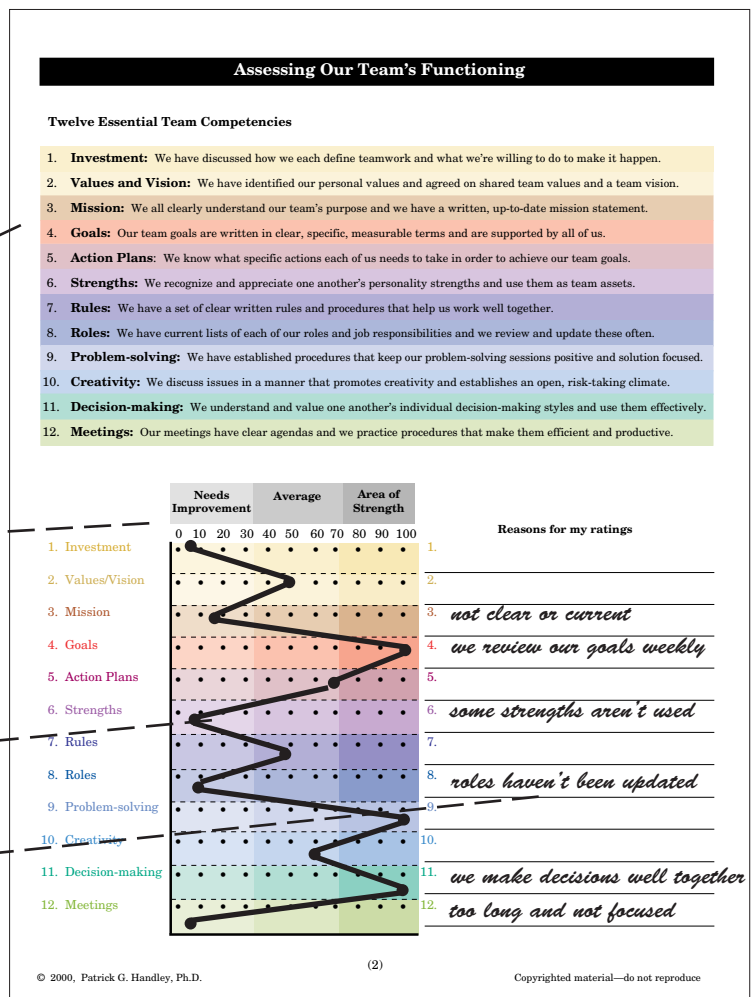 Assessing Our Team's Functioning
Twelve Essential Team Competencies
1. Investment: We have discussed how we each define teamwork and what we're willing to do to make it happen.
2. Values and Vision: We have identified our personal values and agreed on shared team values and a team vision.
3. Mission: We all clearly understand our team's purpose and we have a written, up-to-date mission statement.
4. Goals: Our team goals are written in clear, specific, measurable terms and are supported by all of us.
5. Action Plans: We know what specific actions each of us needs to take in order to achieve our team goals.
6. Strengths: We recognize and appreciate one another's personality strengths and use them as team assets.
7. Rules: We have a set of clear written rules and procedures that help us work well together.
8. Roles: We have current lists of each of our roles and job responsibilities and we review and update these often.
9. Problem-solving: We have established procedures that keep our problem-solving sessions positive and solution focused.
10. Creativity: We discuss issues in a manner that promotes creativity and establishes an open, risk-taking climate.
11. Decision-making: We understand and value one another's individual decision-making styles and use them effectively.
12. Meetings: Our meetings have clear agendas and we practice procedures that make them efficient and productive.
Needs Improvement Average Area of Strength
Reasons for my ratings
0 10 20 30 40 50 60 70 80 90 100
1. Investment 1.
2. Values/Vision 2.
3. Mission 3. not clear or current
4. Goals 4. we review our goals weekly
5. Action Plans 5.
6. Strengths 6. some strengths aren't used
7. Rules 7.
8. Roles 8. roles haven't been updated
9. Problem-solving 9.
10. Creativity 10.
11. Decision-making 11. we make decisions well together
12. Meetings 12. too long and not focused
(2)
© 2000, Patrick G. Handley, Ph.D. Copyrighted material—do not reproduce